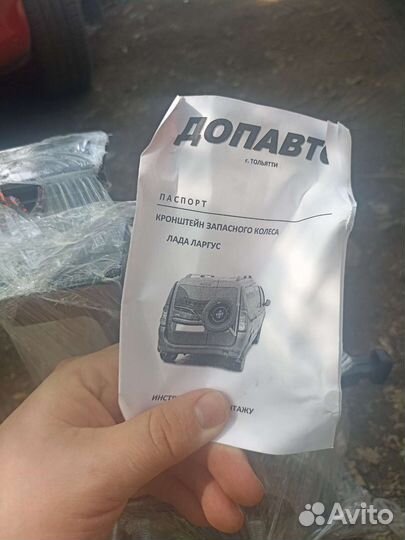 ДОПАВТО
г. ТОЛЬЯТТИ
ПАСПОРТ
КРОНШТЕЙН ЗАПАСНОГО КОЛЕСА
ЛАДА ЛАРГУС
Avito